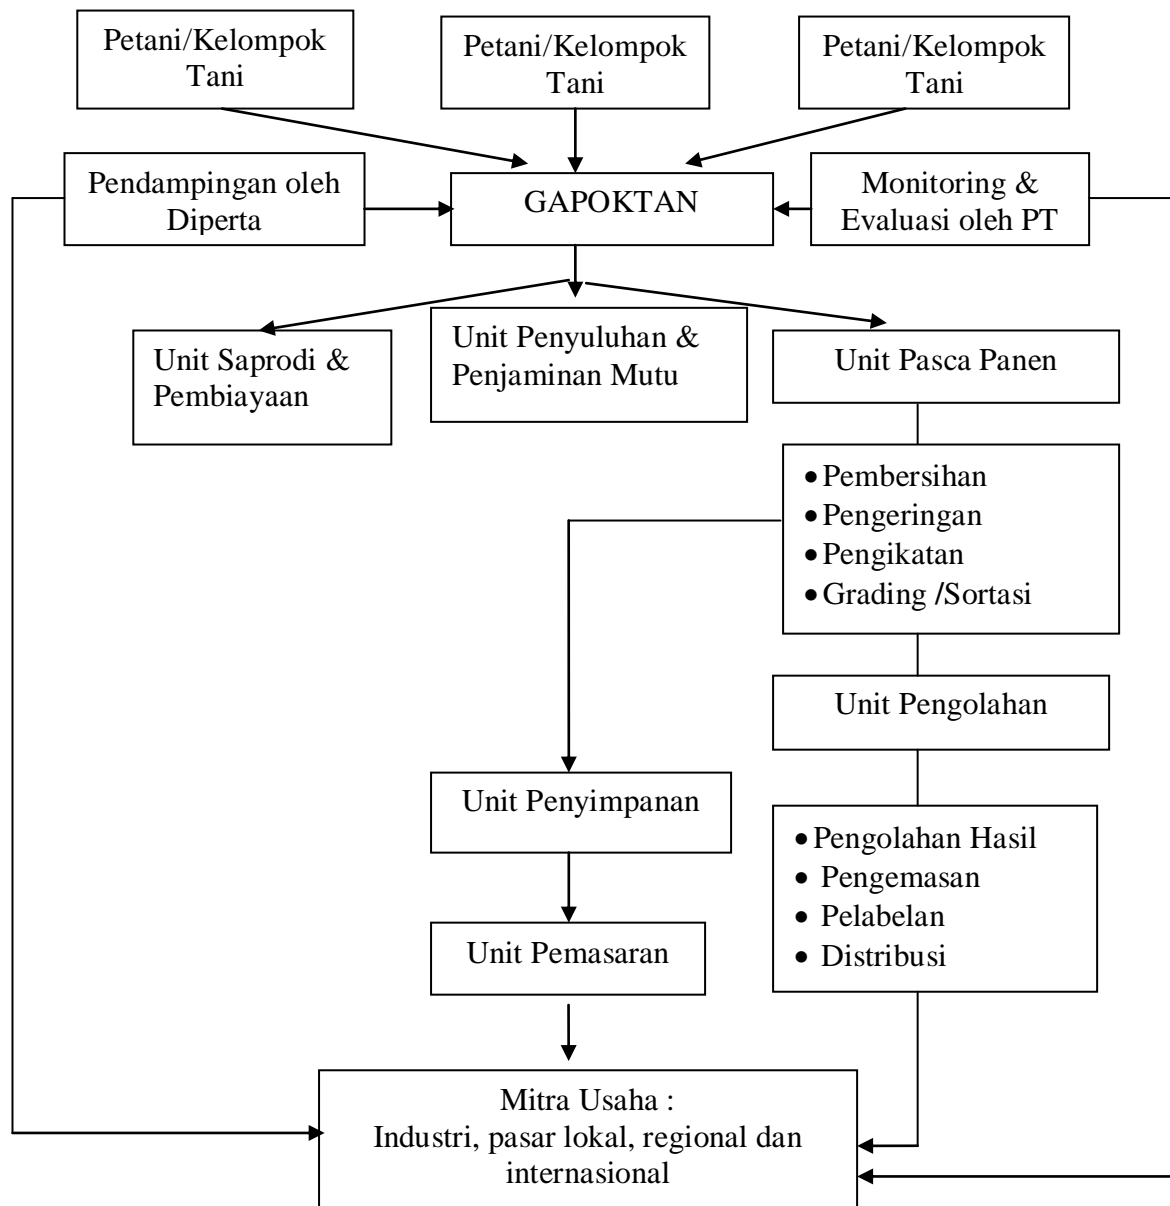 Petani/Kelompok
Tani
Petani/Kelompok
Tani
Petani/Kelompok
Tani
Pendampingan oleh
Diperta
GAPOKTAN
Monitoring &
Evaluasi oleh PT
Unit Saprodi &
Pembiayaan
Unit Penyuluhan &
Penjaminan Mutu
Unit Pasca Panen
• Pembersihan
• Pengeringan
• Pengikatan
• Grading /Sortasi
Unit Pengolahan
Unit Penyimpanan
• Pengolahan Hasil
• Pengemasan
• Pelabelan
• Distribusi
Unit Pemasaran
Mitra Usaha :
Industri, pasar lokal, regional dan
internasional